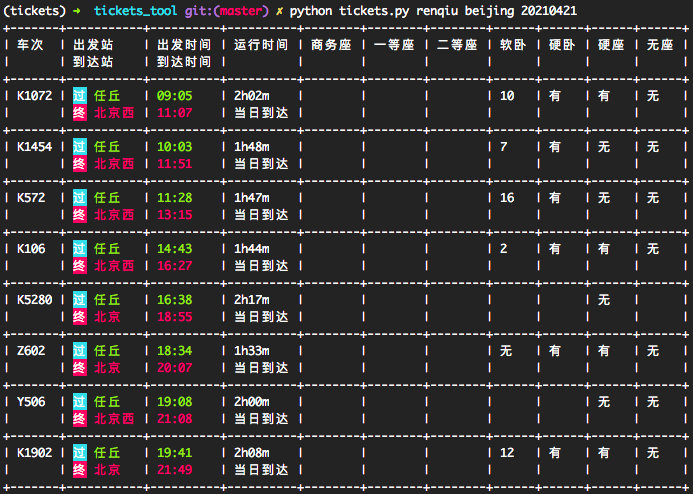 (tickets) → tickets_tool git:(master) ✗ python tickets.py renqiu beijing 20210421
+-------+----------+----------+----------+--------+--------+--------+------+------+------+------+
| 车次 | 出发站 | 出发时间 | 运行时间 | 商务座 | 一等座 | 二等座 | 软卧 | 硬卧 | 硬座 | 无座 |
| | 到达站 | 到达时间 | | | | | | | | |
+-------+----------+----------+----------+--------+--------+--------+------+------+------+------+
| K1072 | 过 任丘 | 09:05 | 2h02m | | | | 10 | 有 | 有 | 无 |
| | 终 北京西 | 11:07 | 当日到达 | | | | | | | |
+-------+----------+----------+----------+--------+--------+--------+------+------+------+------+
| K1454 | 过 任丘 | 10:03 | 1h48m | | | | 7 | 有 | 无 | 无 |
| | 终 北京西 | 11:51 | 当日到达 | | | | | | | |
+-------+----------+----------+----------+--------+--------+--------+------+------+------+------+
| K572 | 过 任丘 | 11:28 | 1h47m | | | | 16 | 有 | 无 | 无 |
| | 终 北京西 | 13:15 | 当日到达 | | | | | | | |
+-------+----------+----------+----------+--------+--------+--------+------+------+------+------+
| K106 | 过 任丘 | 14:43 | 1h44m | | | | 2 | 有 | 有 | 无 |
| | 终 北京西 | 16:27 | 当日到达 | | | | | | | |
+-------+----------+----------+----------+--------+--------+--------+------+------+------+------+
| K5280 | 过 任丘 | 16:38 | 2h17m | | | | | | 无 | |
| | 终 北京 | 18:55 | 当日到达 | | | | | | | |
+-------+----------+----------+----------+--------+--------+--------+------+------+------+------+
| Z602 | 过 任丘 | 18:34 | 1h33m | | | | 无 | 有 | 有 | 无 |
| | 终 北京 | 20:07 | 当日到达 | | | | | | | |
+-------+----------+----------+----------+--------+--------+--------+------+------+------+------+
| Y506 | 过 任丘 | 19:08 | 2h00m | | | | | | 无 | 无 |
| | 终 北京西 | 21:08 | 当日到达 | | | | | | | |
+-------+----------+----------+----------+--------+--------+--------+------+------+------+------+
| K1902 | 过 任丘 | 19:41 | 2h08m | | | | 12 | 有 | 有 | 无 |
| | 终 北京 | 21:49 | 当日到达 | | | | | | | |
+-------+----------+----------+----------+--------+--------+--------+------+------+------+------+